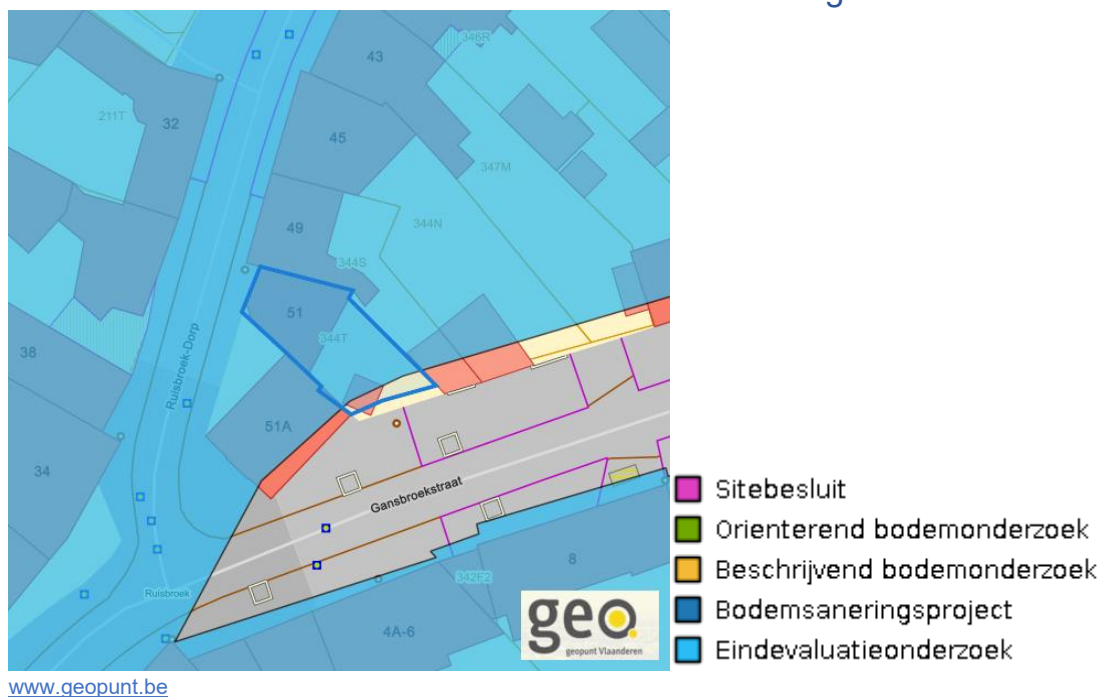 346R
43
211T
32
45
347M
344N
49
344S
51
344T
Ruisbroek-Dorp
38
51A
34
Gansbroekstraat
Ruisbroek
342F2
8
4A-6
geo
geopunt Vlaanderen
Sitebesluit
Orienterend bodemonderzoek
Beschrijvend bodemonderzoek
Bodemsaneringsproject
Eindevaluatieonderzoek
www.geopunt.be